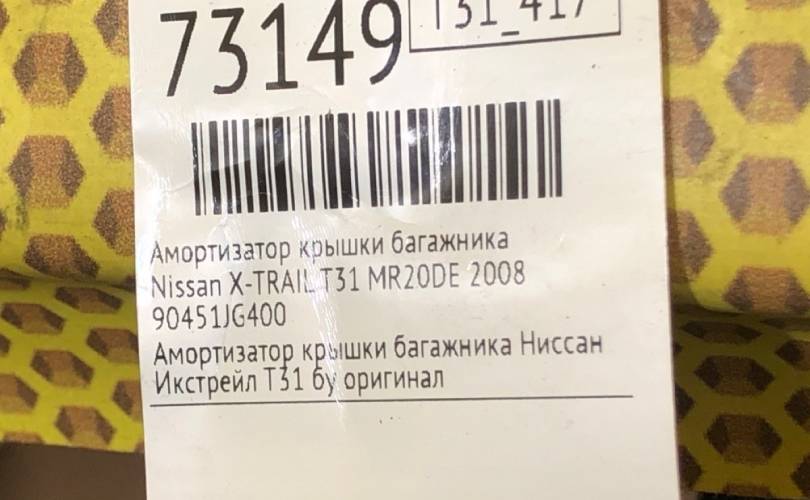 73149
T31_417
Амортизатор крышки багажника
Nissan X-TRAIL T31 MR20DE 2008
90451JG400
Амортизатор крышки багажника Ниссан
Икстрейл Т31 бу оригинал